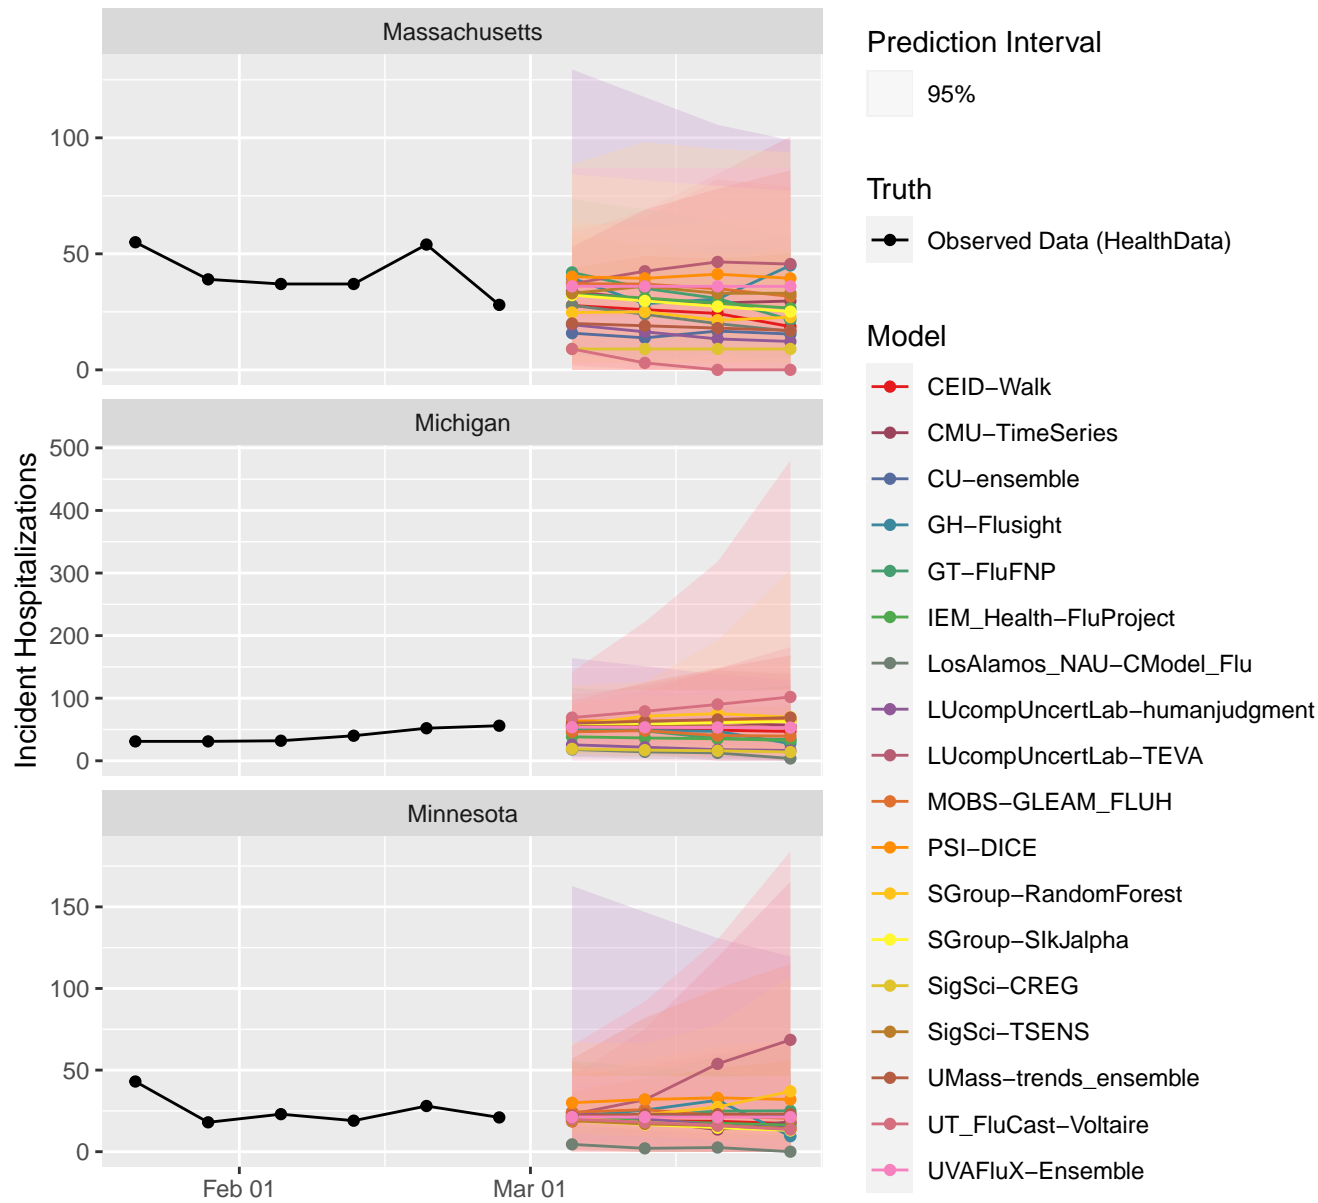 Massachusetts
100
50
0
Michigan
500
400
300
200
100
0
Minnesota
150
100
50
0
Feb 01
Mar 01
Incident Hospitalizations
Prediction Interval
95%
Truth
Observed Data (HealthData)
Model
CEID−Walk
CMU−TimeSeries
CU−ensemble
GH−Flusight
GT−FluFNP
IEM_Health−FluProject
LosAlamos_NAU−CModel_Flu
LUcompUncertLab−humanjudgment
LUcompUncertLab−TEVA
MOBS−GLEAM_FLUH
PSI−DICE
SGroup−RandomForest
SGroup−SIkJalpha
SigSci−CREG
SigSci−TSENS
UMass−trends_ensemble
UT_FluCast−Voltaire
UVAFluX−Ensemble